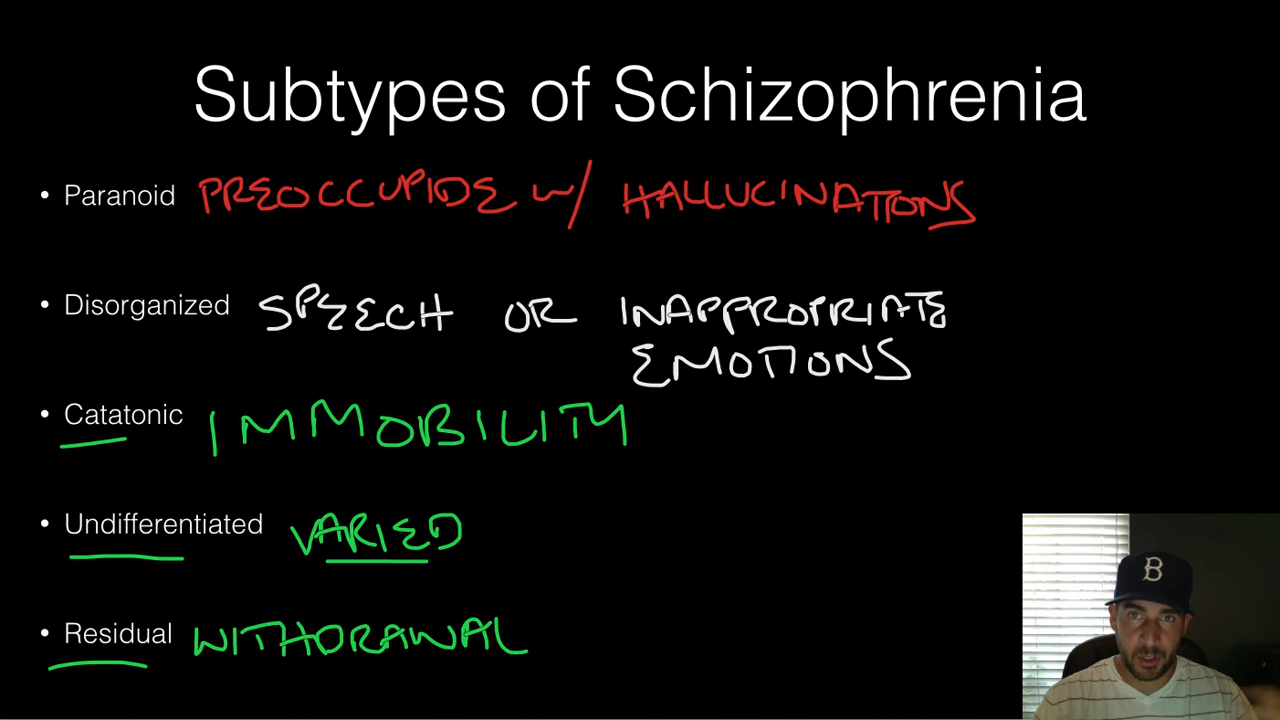 Subtypes of Schizophrenia
• Paranoid PREOCCUPIDE W/ HALLUCINATIONS
• Disorganized SPEECH OR INAPPROPRIATE
EMOTIONS
• Catatonic IMMOBILITY
• Undifferentiated VARIED
• Residual WITHDRAWAL
B